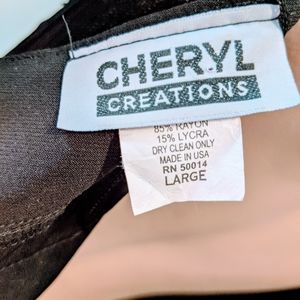 CHERYL
CREATIONS
85% RAYON
15% LYCRA
DRY CLEAN ONLY
MADE IN USA
RN 50014
LARGE